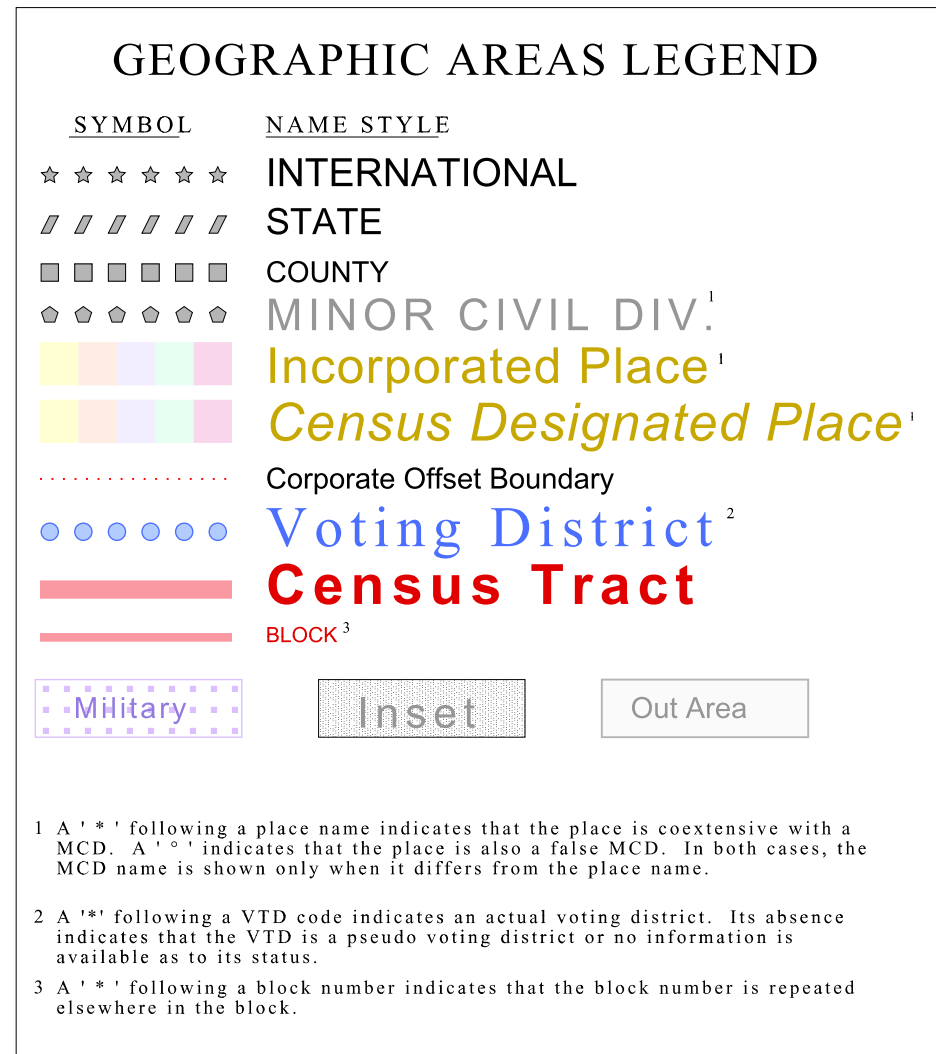 GEOGRAPHIC AREAS LEGEND
SYMBOL NAME STYLE
INTERNATIONAL
STATE
COUNTY
MINOR CIVIL DIV. 1
Incorporated Place 1
Census Designated Place 1
Corporate Offset Boundary
Voting District 2
Census Tract
BLOCK 3
Military Inset Out Area
1 A ' * ' following a place name indicates that the place is coextensive with a
MCD. A ' ° ' indicates that the place is also a false MCD. In both cases, the
MCD name is shown only when it differs from the place name.
2 A '*' following a VTD code indicates an actual voting district. Its absence
indicates that the VTD is a pseudo voting district or no information is
available as to its status.
3 A ' * ' following a block number indicates that the block number is repeated
elsewhere in the block.